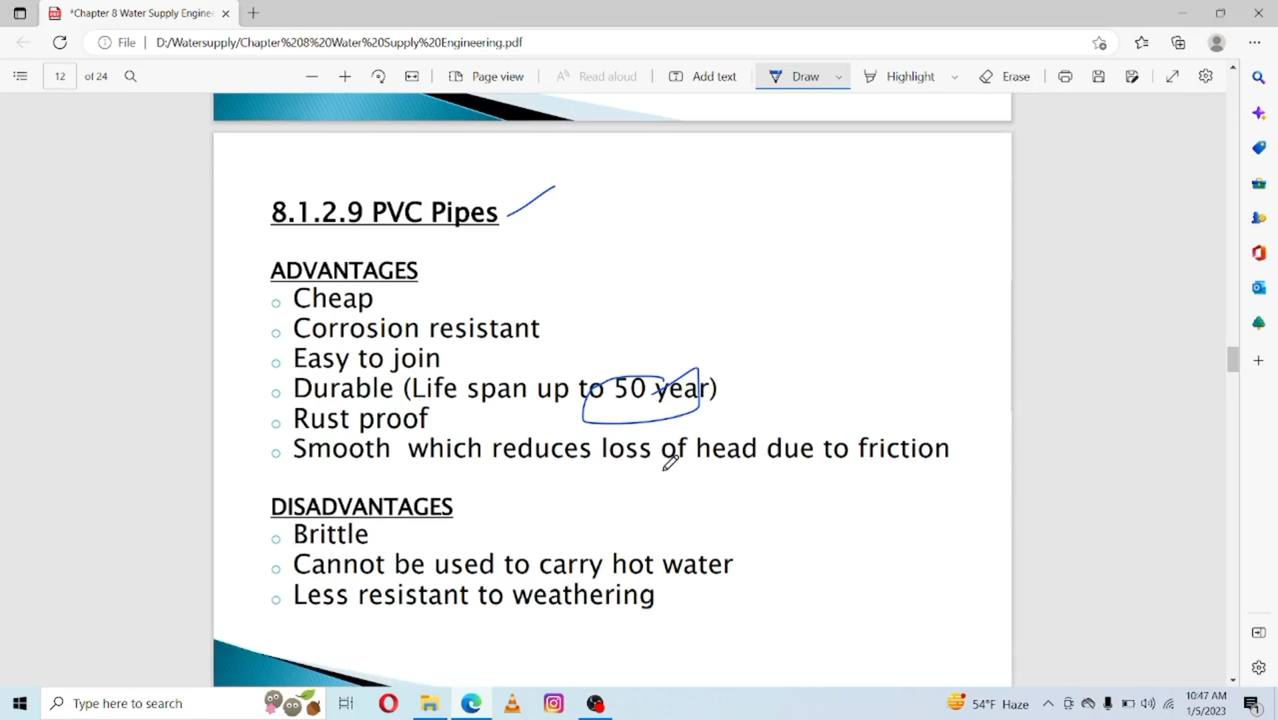 *Chapter 8 Water Supply Engine
File D:/Watersupply/Chapter%208%20Water%20Supply%20Engineering.pdf
12 of 24 Page view Read aloud Add text Draw Highlight Erase
8.1.2.9 PVC Pipes
ADVANTAGES
Cheap
Corrosion resistant
Easy to join
Durable (Life span up to 50 year)
Rust proof
Smooth which reduces loss of head due to friction
DISADVANTAGES
Brittle
Cannot be used to carry hot water
Less resistant to weathering
Type here to search 54°F Haze 10:47 AM
1/5/2023